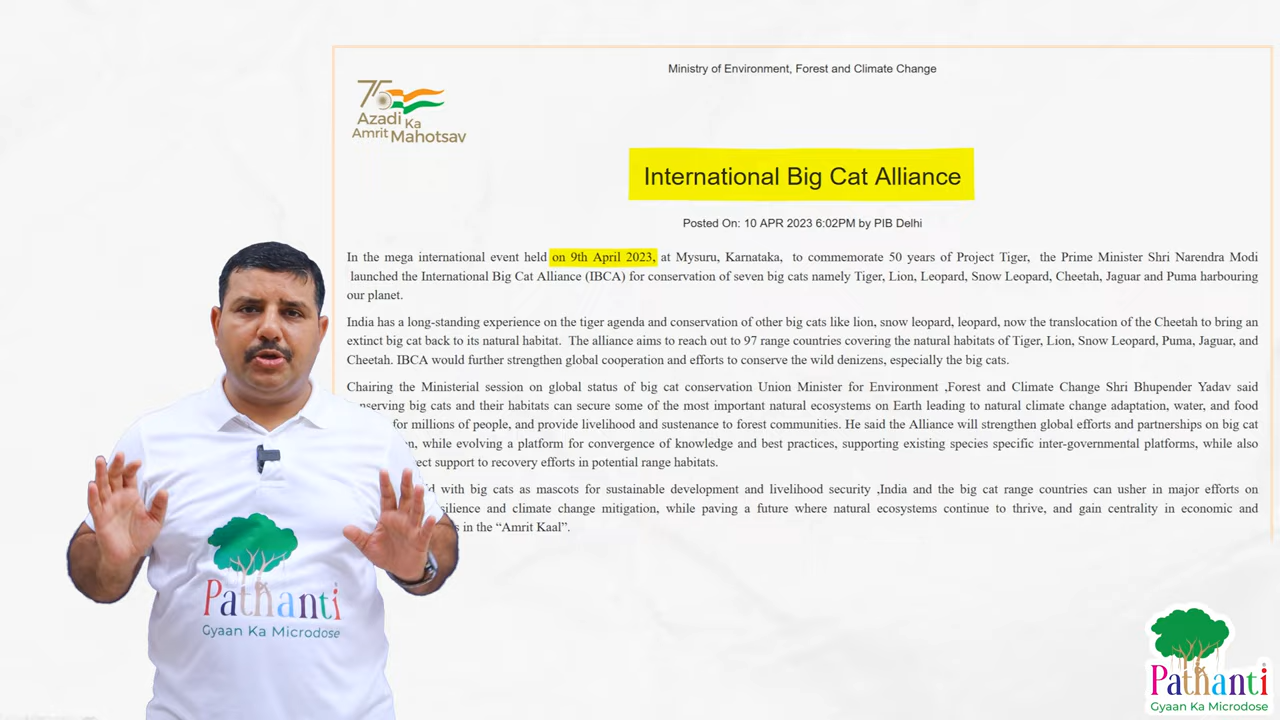 Ministry of Environment, Forest and Climate Change
75
Azadi Ka
Amrit Mahotsav
International Big Cat Alliance
Posted On: 10 APR 2023 6:02PM by PIB Delhi
In the mega international event held on 9th April 2023, at Mysuru, Karnataka, to commemorate 50 years of Project Tiger, the Prime Minister Shri Narendra Modi
launched the International Big Cat Alliance (IBCA) for conservation of seven big cats namely Tiger, Lion, Leopard, Snow Leopard, Cheetah, Jaguar and Puma harbouring
our planet.
India has a long-standing experience on the tiger agenda and conservation of other big cats like lion, snow leopard, leopard, now the translocation of the Cheetah to bring an
extinct big cat back to its natural habitat. The alliance aims to reach out to 97 range countries covering the natural habitats of Tiger, Lion, Snow Leopard, Puma, Jaguar, and
Cheetah. IBCA would further strengthen global cooperation and efforts to conserve the wild denizens, especially the big cats.
Chairing the Ministerial session on global status of big cat conservation Union Minister for Environment ,Forest and Climate Change Shri Bhupender Yadav said
big cats and their habitats can secure some of the most important natural ecosystems on Earth leading to natural climate change adaptation, water, and food
for millions of people, and provide livelihood and sustenance to forest communities. He said the Alliance will strengthen global efforts and partnerships on big cat
while evolving a platform for convergence of knowledge and best practices, supporting existing species specific inter-governmental platforms, while also
support to recovery efforts in potential range habitats.
with big cats as mascots for sustainable development and livelihood security ,India and the big cat range countries can usher in major efforts on
and climate change mitigation, while paving a future where natural ecosystems continue to thrive, and gain centrality in economic and
in the “Amrit Kaal”.
Pathanti
Gyaan Ka Microdose
Pathanti
Gyaan Ka Microdose